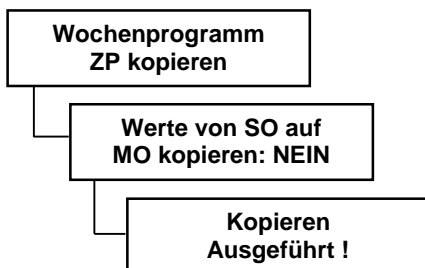 Wochenprogramm
ZP kopieren
Werte von SO auf
MO kopieren: NEIN
Kopieren
Ausgeführt !